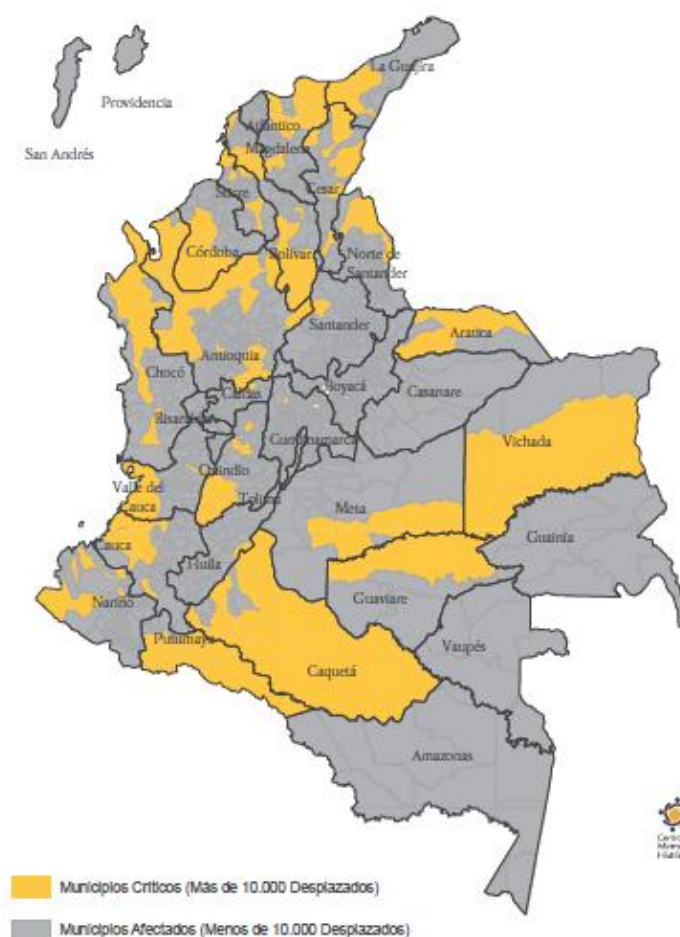 La Guajira
Providencia
San Andrés
Atlántico
Magdalena
Cesar
Sucre
Córdoba
Bolívar
Norte de
Santander
Santander
Arauca
Antioquia
Chocó
Boyacá
Caldas
Casanare
Risaralda
Cundinamarca
Vichada
Quindío
Valle del
Cauca
Tolima
Meta
Cauca
Guainía
Huila
Guaviare
Nariño
Putumayo
Vaupés
Caquetá
Amazonas
Municipios Críticos (Más de 10.000 Desplazados)
Municipios Afectados (Menos de 10.000 Desplazados)